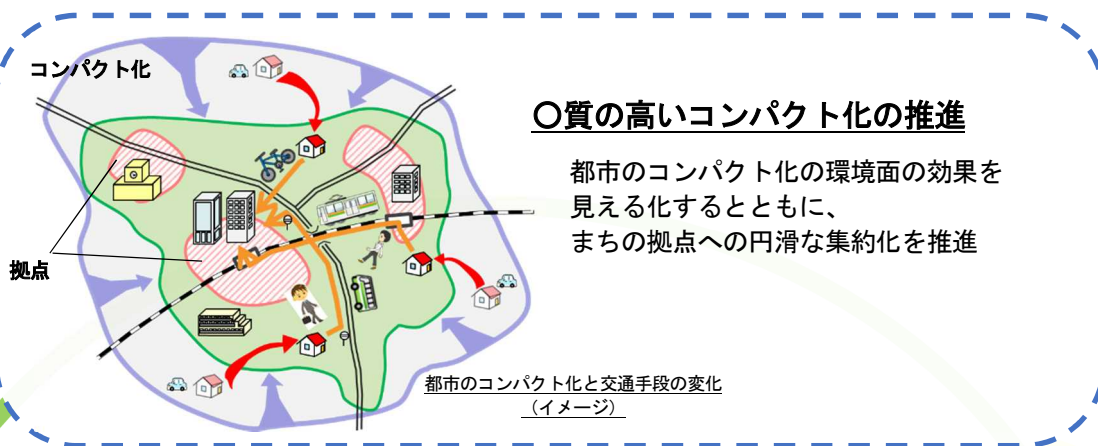 コンパクト化
拠点
〇質の高いコンパクト化の推進
都市のコンパクト化の環境面の効果を
見える化するとともに、
まちの拠点への円滑な集約化を推進
都市のコンパクト化と交通手段の変化
（イメージ）